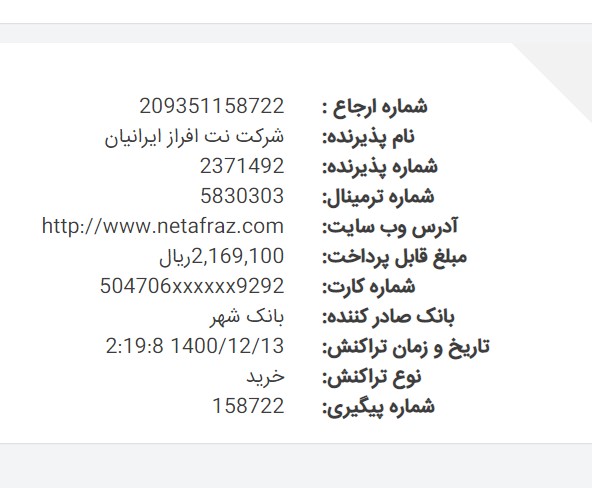 شماره ارجاع : 209351158722
نام پذیرنده: شرکت نت افراز ایرانیان
شماره پذیرنده: 2371492
شماره ترمینال: 5830303
آدرس وب سایت: http://www.netafraz.com
مبلغ قابل پرداخت: 2,169,100ریال
شماره کارت: 504706xxxxxx9292
بانک صادر کننده: بانک شهر
تاریخ و زمان تراکنش: 1400/12/13 2:19:8
نوع تراکنش: خرید
شماره پیگیری: 158722